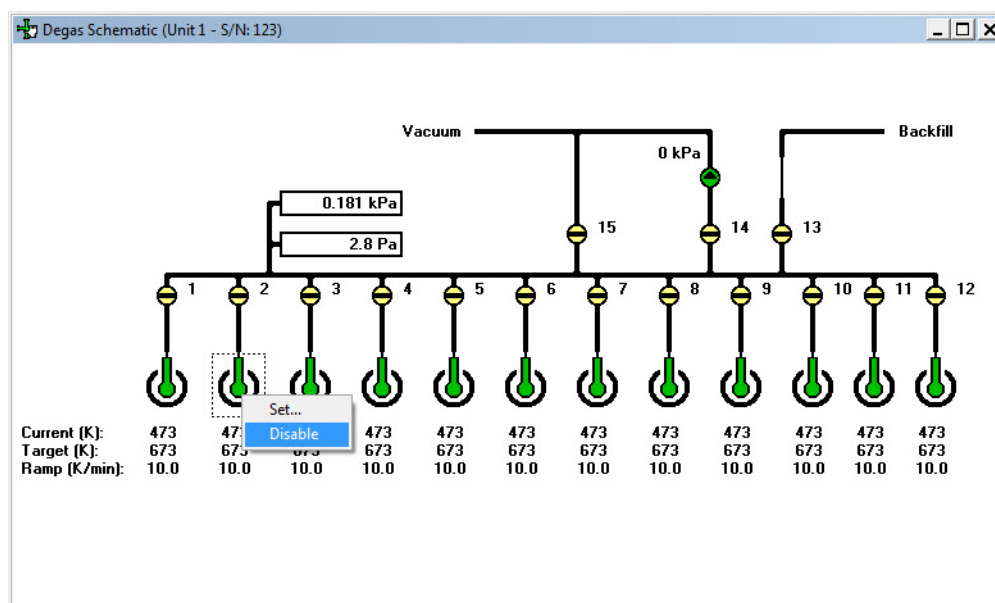 Degas Schematic (Unit 1 - S/N: 123)
Vacuum
Backfill
0 kPa
0.181 kPa
2.8 Pa
15
14
13
1 2 3 4 5 6 7 8 9 10 11 12
Set...
Disable
Current (K): 473 473 473 473 473 473 473 473 473 473 473
Target (K): 673 673 673 673 673 673 673 673 673 673 673
Ramp (K/min): 10.0 10.0 10.0 10.0 10.0 10.0 10.0 10.0 10.0 10.0 10.0 10.0